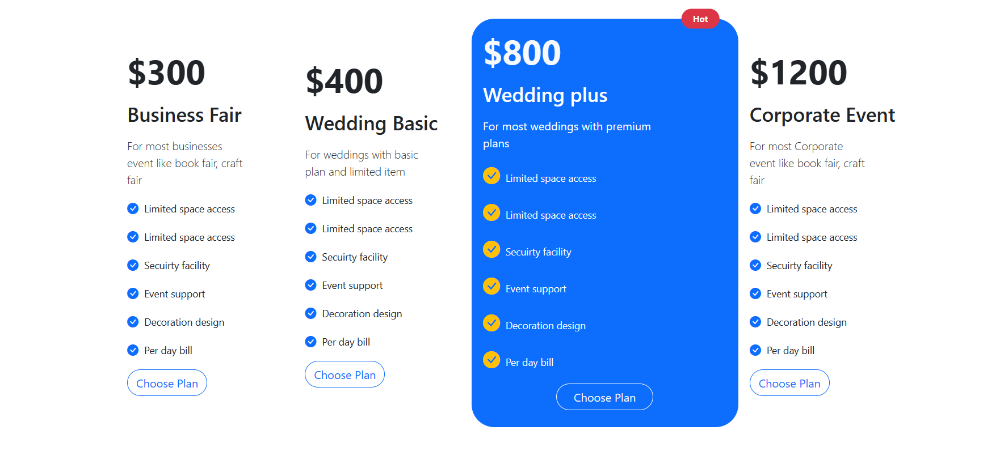 $300
Business Fair
For most businesses
event like book fair, craft
fair
Limited space access
Limited space access
Secuirty facility
Event support
Decoration design
Per day bill
Choose Plan
$400
Wedding Basic
For weddings with basic
plan and limited item
Limited space access
Limited space access
Secuirty facility
Event support
Decoration design
Per day bill
Choose Plan
Hot
$800
Wedding plus
For most weddings with premium
plans
Limited space access
Limited space access
Secuirty facility
Event support
Decoration design
Per day bill
Choose Plan
$1200
Corporate Event
For most Corporate
event like book fair, craft
fair
Limited space access
Limited space access
Secuirty facility
Event support
Decoration design
Per day bill
Choose Plan